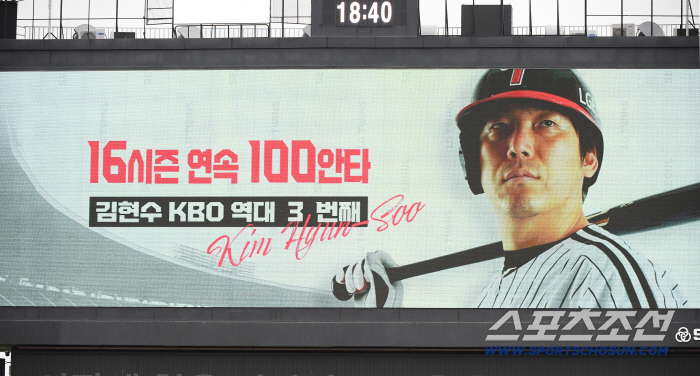 18:40
16시즌 연속 100안타
김현수 KBO 역대 3 번째
Kim Hyun-Soo
LG
스포츠조선
WWW.SPORTSCHOSUN.COM